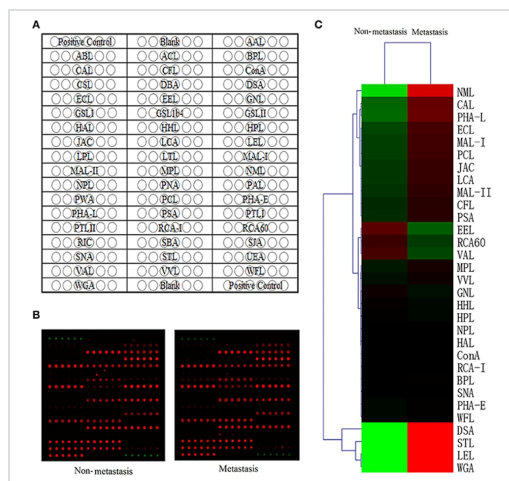 A
Positive Control Blank AAL
ABL ACL BPL
CAL CFL ConA
CSL DBA DSA
ECL EEL GNL
GSLI GSLIb4 GSLII
HAL HHL HPL
JAC LCA LEL
LPL LTL MAL-I
MAL-II MPL NML
NPL PNA PAL
PWA PCL PHA-E
PHA-L PSA PTLI
PTLII RCA-I RCA60
RIC SBA SJA
SNA STL UEA
VAL VVL WFL
WGA Blank Positive Control
B
Non-metastasis Metastasis
C
Non-metastasis Metastasis
NML
CAL
PHA-L
ECL
MAL-I
PCL
JAC
LCA
MAL-II
CFL
PSA
EEL
RCA60
VAL
MPL
VVL
GNL
HHL
HPL
NPL
HAL
ConA
RCA-I
BPL
SNA
PHA-E
WFL
DSA
STL
LEL
WGA